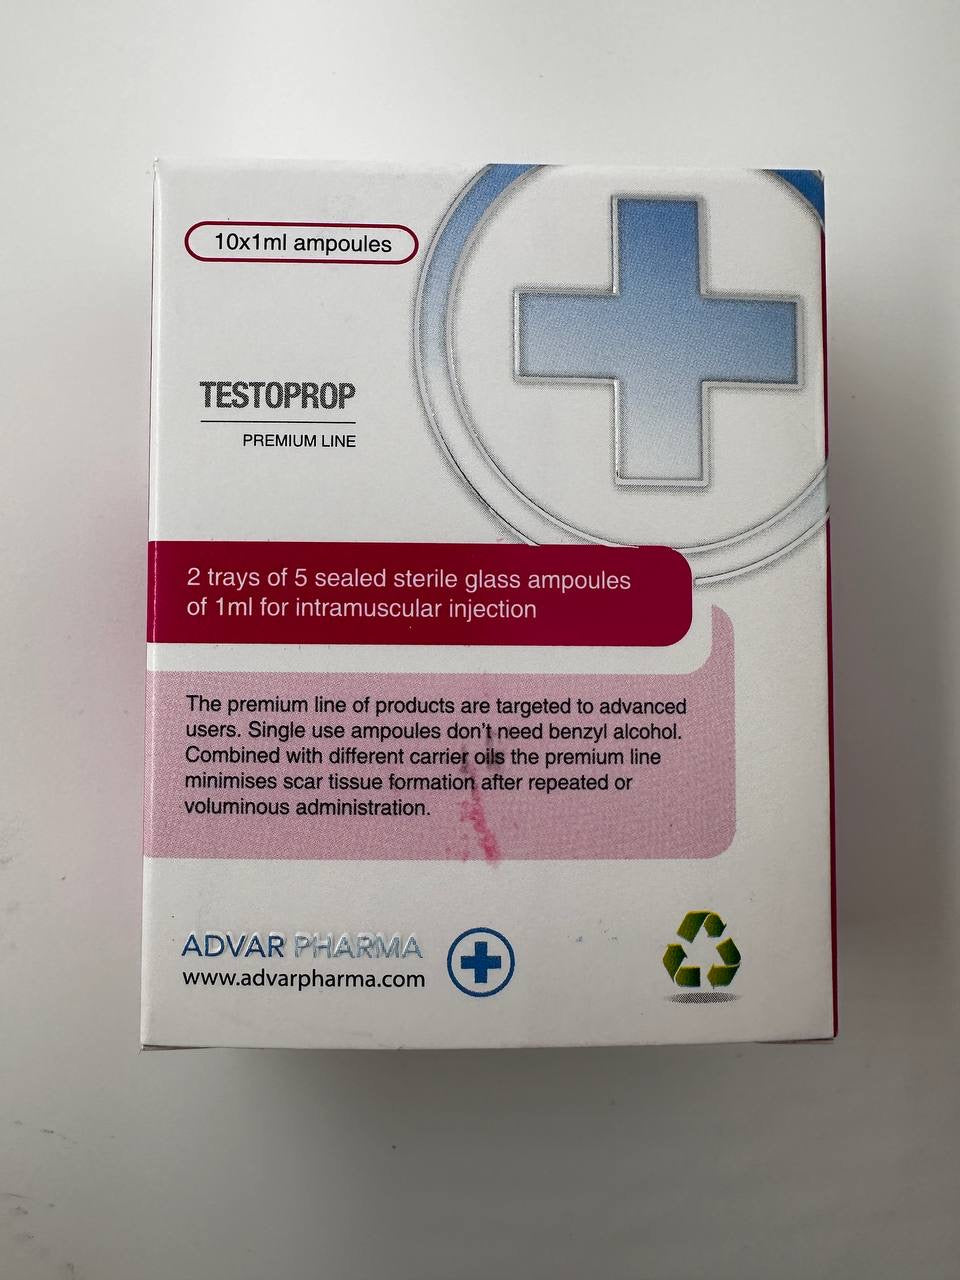 10x1ml ampoules
TESTOPROP
PREMIUM LINE
2 trays of 5 sealed sterile glass ampoules
of 1ml for intramuscular injection
The premium line of products are targeted to advanced
users. Single use ampoules don't need benzyl alcohol.
Combined with different carrier oils the premium line
minimises scar tissue formation after repeated or
voluminous administration.
ADVAR PHARMA
www.advarpharma.com